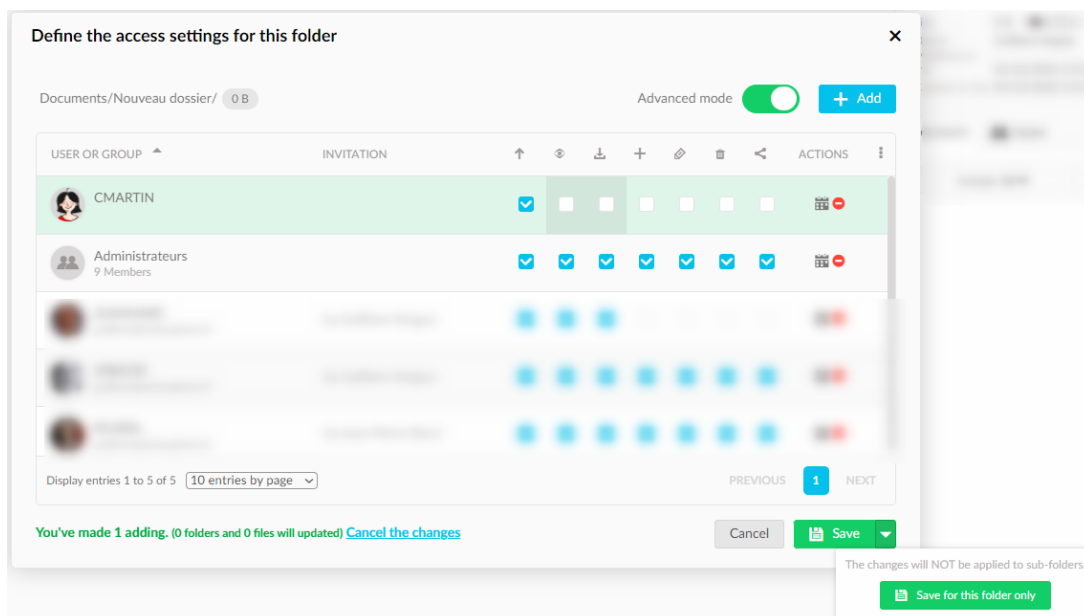 Define the access settings for this folder
Documents/Nouveau dossier/ 0 B
Advanced mode
Add
USER OR GROUP INVITATION ACTIONS
CMARTIN
Administrateurs
9 Members
Display entries 1 to 5 of 5 10 entries by page
PREVIOUS 1 NEXT
You've made 1 adding. (0 folders and 0 files will updated) Cancel the changes
Cancel Save
The changes will NOT be applied to sub-folders
Save for this folder only